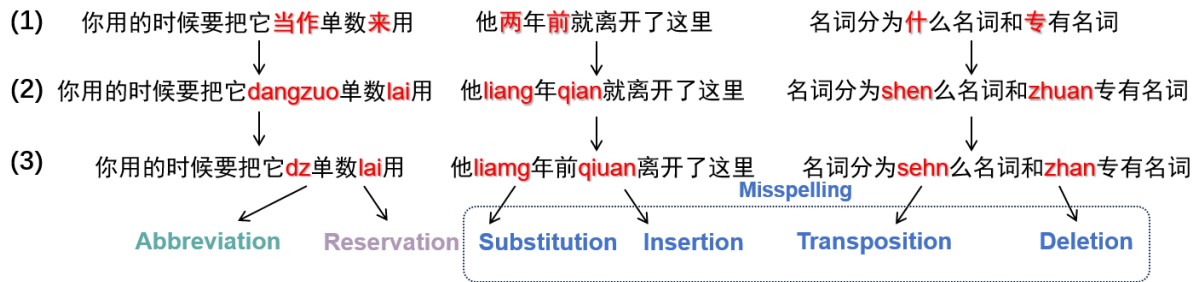 (1) 你用的时候要把它当作单数来用 他两年前就离开了这里 名词分为什么名词和专有名词
(2) 你用的时候要把它dangzuo单数lai用 他liang年qian就离开了这里 名词分为shen么名词和zhuan专有名词
(3) 你用的时候要把它dz单数lai用 他liamg年前qiuan离开了这里 名词分为sehn么名词和zhan专有名词
Misspelling
Abbreviation Reservation Substitution Insertion Transposition Deletion